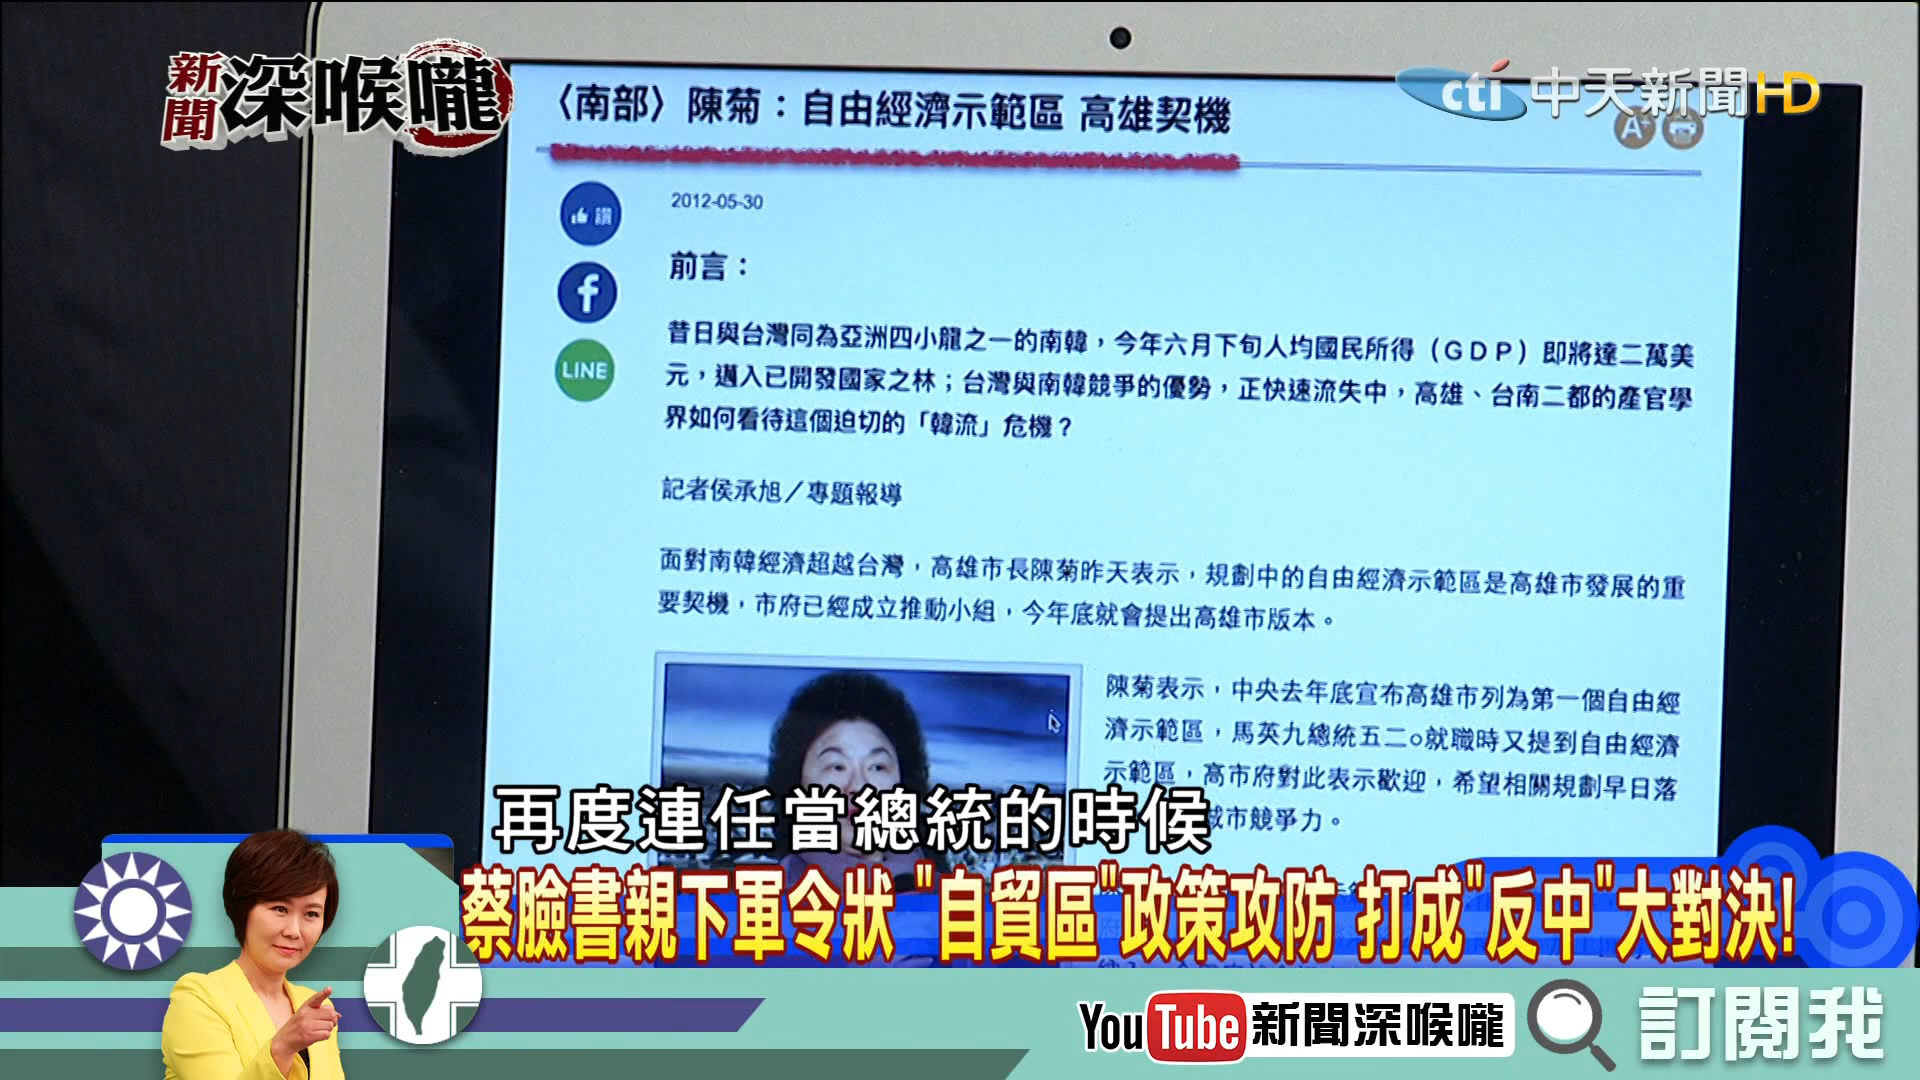 新聞深喉嚨
cti 中天新聞HD
〈南部〉陳菊：自由經濟示範區 高雄契機
A+
讚
2012-05-30
前言：
f
昔日與台灣同為亞洲四小龍之一的南韓，今年六月下旬人均國民所得（ＧＤＰ）即將達二萬美
元，邁入已開發國家之林；台灣與南韓競爭的優勢，正快速流失中，高雄、台南二都的產官學
LINE
界如何看待這個迫切的「韓流」危機？
記者侯承旭／專題報導
面對南韓經濟超越台灣，高雄市長陳菊昨天表示，規劃中的自由經濟示範區是高雄市發展的重
要契機，市府已經成立推動小組，今年底就會提出高雄市版本。
陳菊表示，中央去年底宣布高雄市列為第一個自由經
濟示範區，馬英九總統五二○就職時又提到自由經濟
示範區，高市府對此表示歡迎，希望相關規劃早日落
市競爭力。
再度連任當總統的時候
蔡臉書親下軍令狀 "自貿區"政策攻防 打成"反中"大對決!
YouTube 新聞深喉嚨
訂閱我